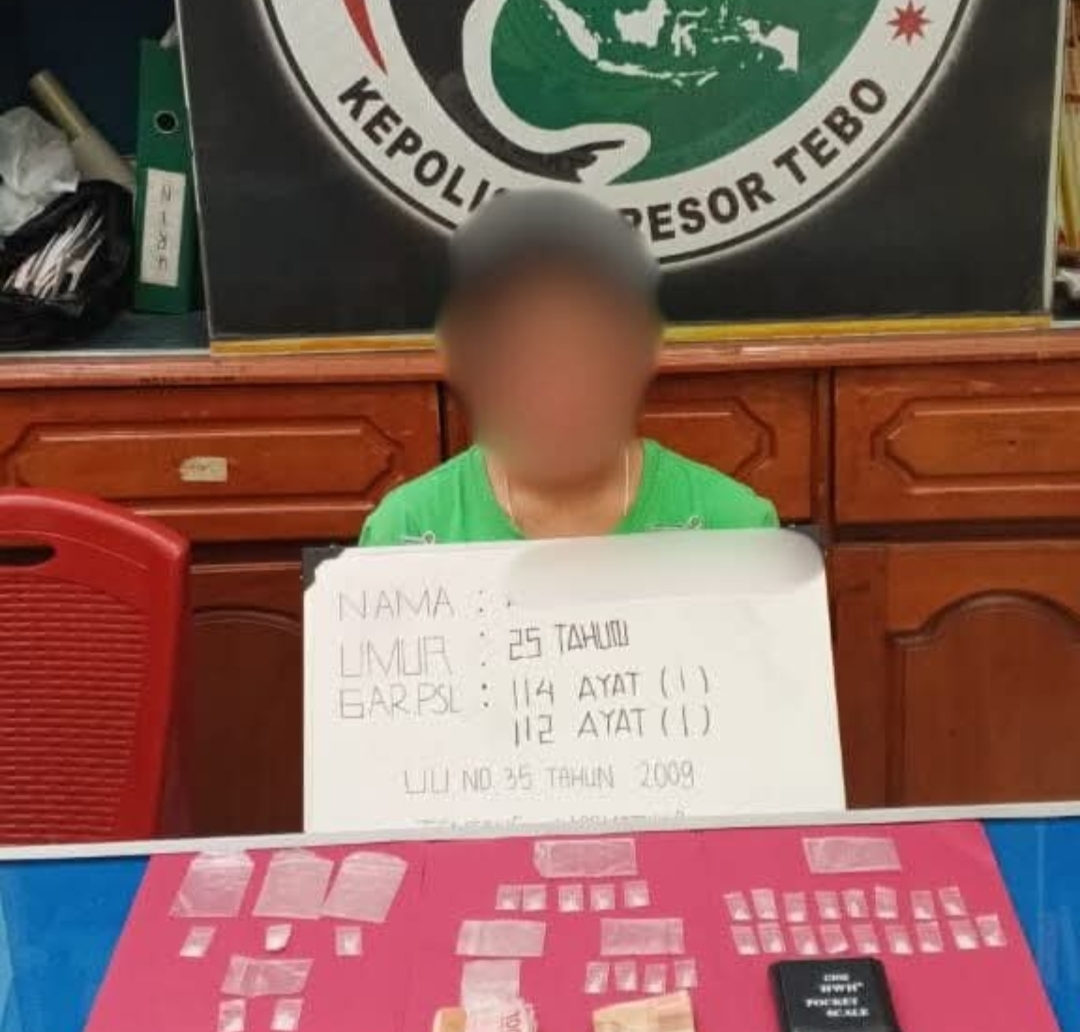 KEPOLI RESOR TEBO
NAMA :
UMUR : 25 TAHUN
GAR.PSL : 114 AYAT (1)
112 AYAT (1)
UU NO 35 TAHUN 2009
POCKET
SCALE